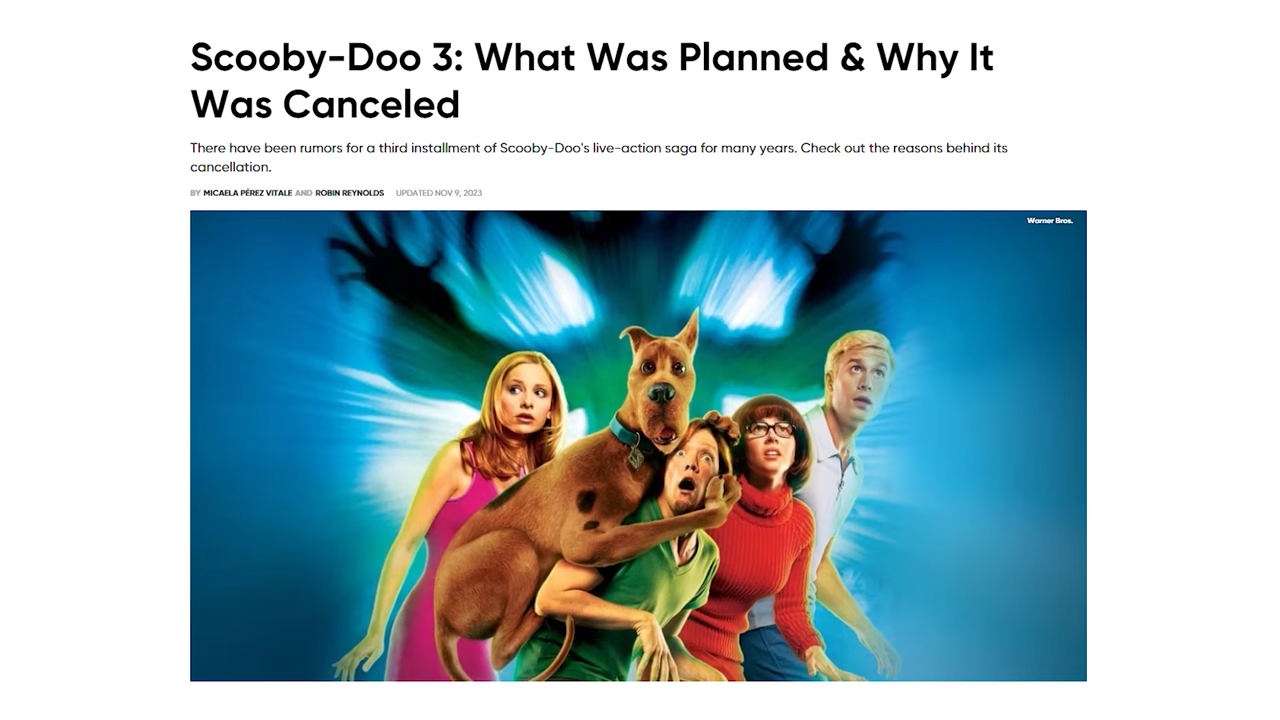 Scooby-Doo 3: What Was Planned & Why It
Was Canceled
There have been rumors for a third installment of Scooby-Doo's live-action saga for many years. Check out the reasons behind its
cancellation.
BY MICAELA PÉREZ VITALE AND ROBIN REYNOLDS UPDATED NOV 9, 2023
Warner Bros.